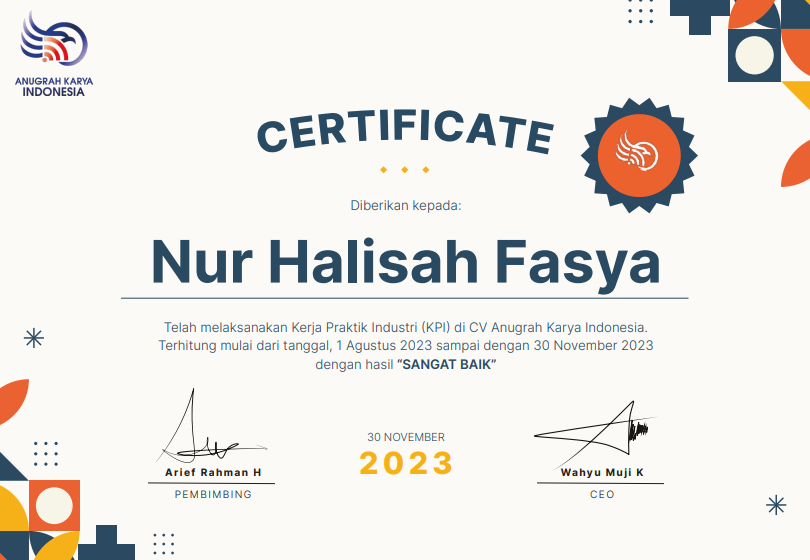 ANUGRAH KARYA
INDONESIA
CERTIFICATE
Diberikan kepada:
Nur Halisah Fasya
Telah melaksanakan Kerja Praktik Industri (KPI) di CV Anugrah Karya Indonesia.
Terhitung mulai dari tanggal, 1 Agustus 2023 sampai dengan 30 November 2023
dengan hasil “SANGAT BAIK”
30 NOVEMBER
2023
Arief Rahman H
PEMBIMBING
Wahyu Muji K
CEO